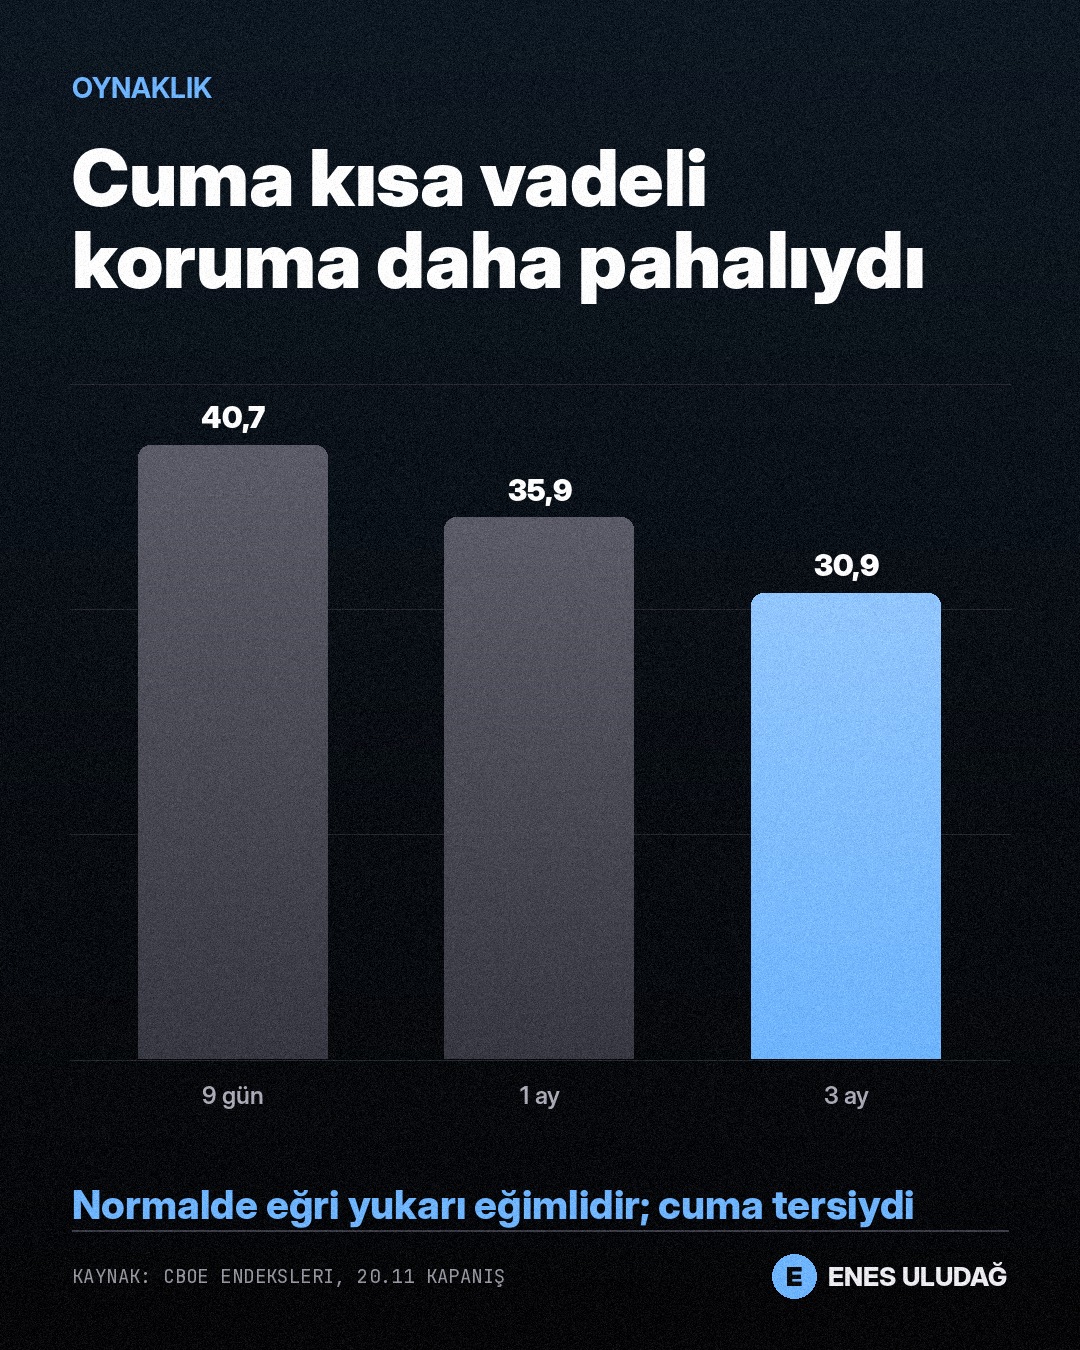 OYNAKLIK
Cuma kısa vadeli
koruma daha pahalıydı
40,7
35,9
30,9
9 gün
1 ay
3 ay
Normalde eğri yukarı eğimlidir; cuma tersiydi
KAYNAK: CBOE ENDEKSLERI, 20.11 KAPANIŞ
E ENES ULUDAĞ